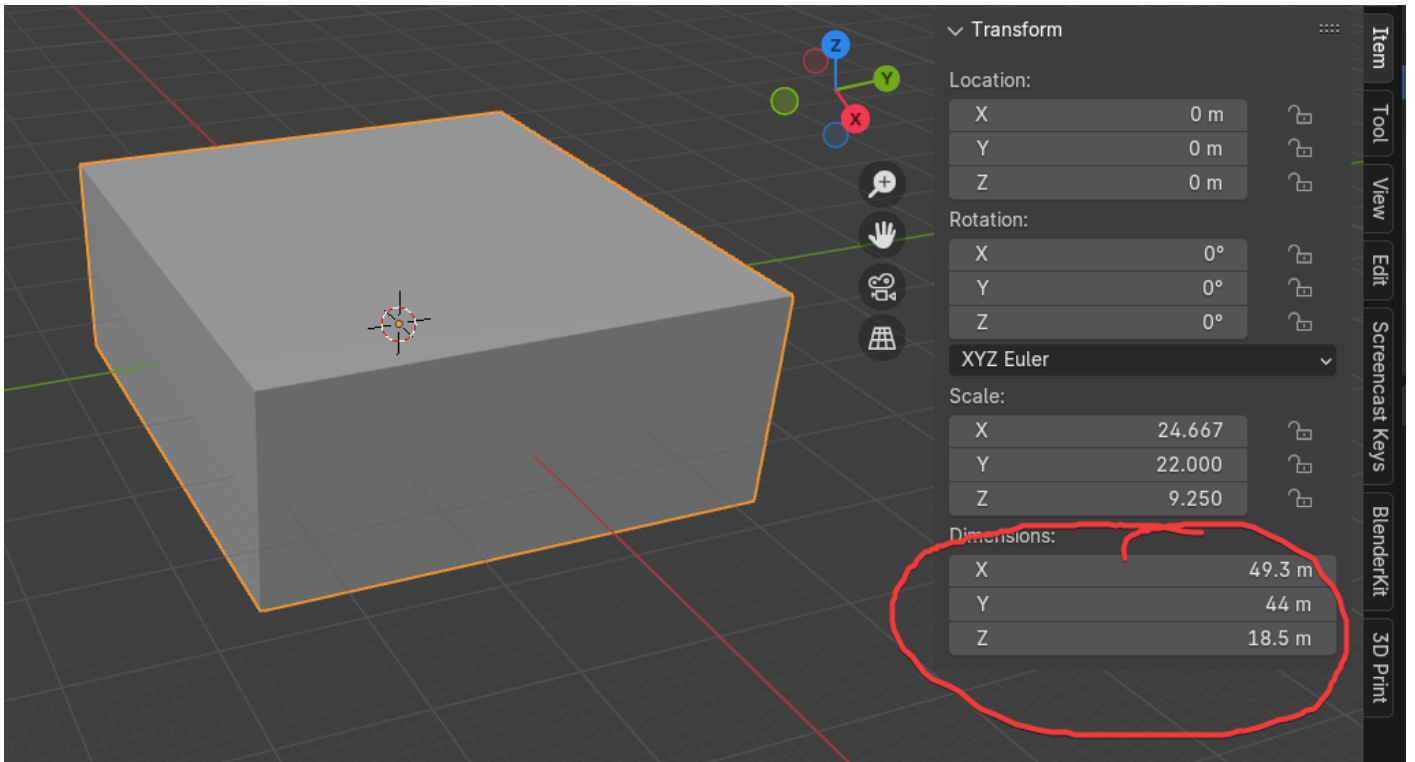 Transform
Location:
X 0 m
Y 0 m
Z 0 m
Rotation:
X 0°
Y 0°
Z 0°
XYZ Euler
Scale:
X 24.667
Y 22.000
Z 9.250
Dimensions:
X 49.3 m
Y 44 m
Z 18.5 m
Z
Y
X
Item
Tool
View
Edit
Screencast Keys
BlenderKit
3D Print